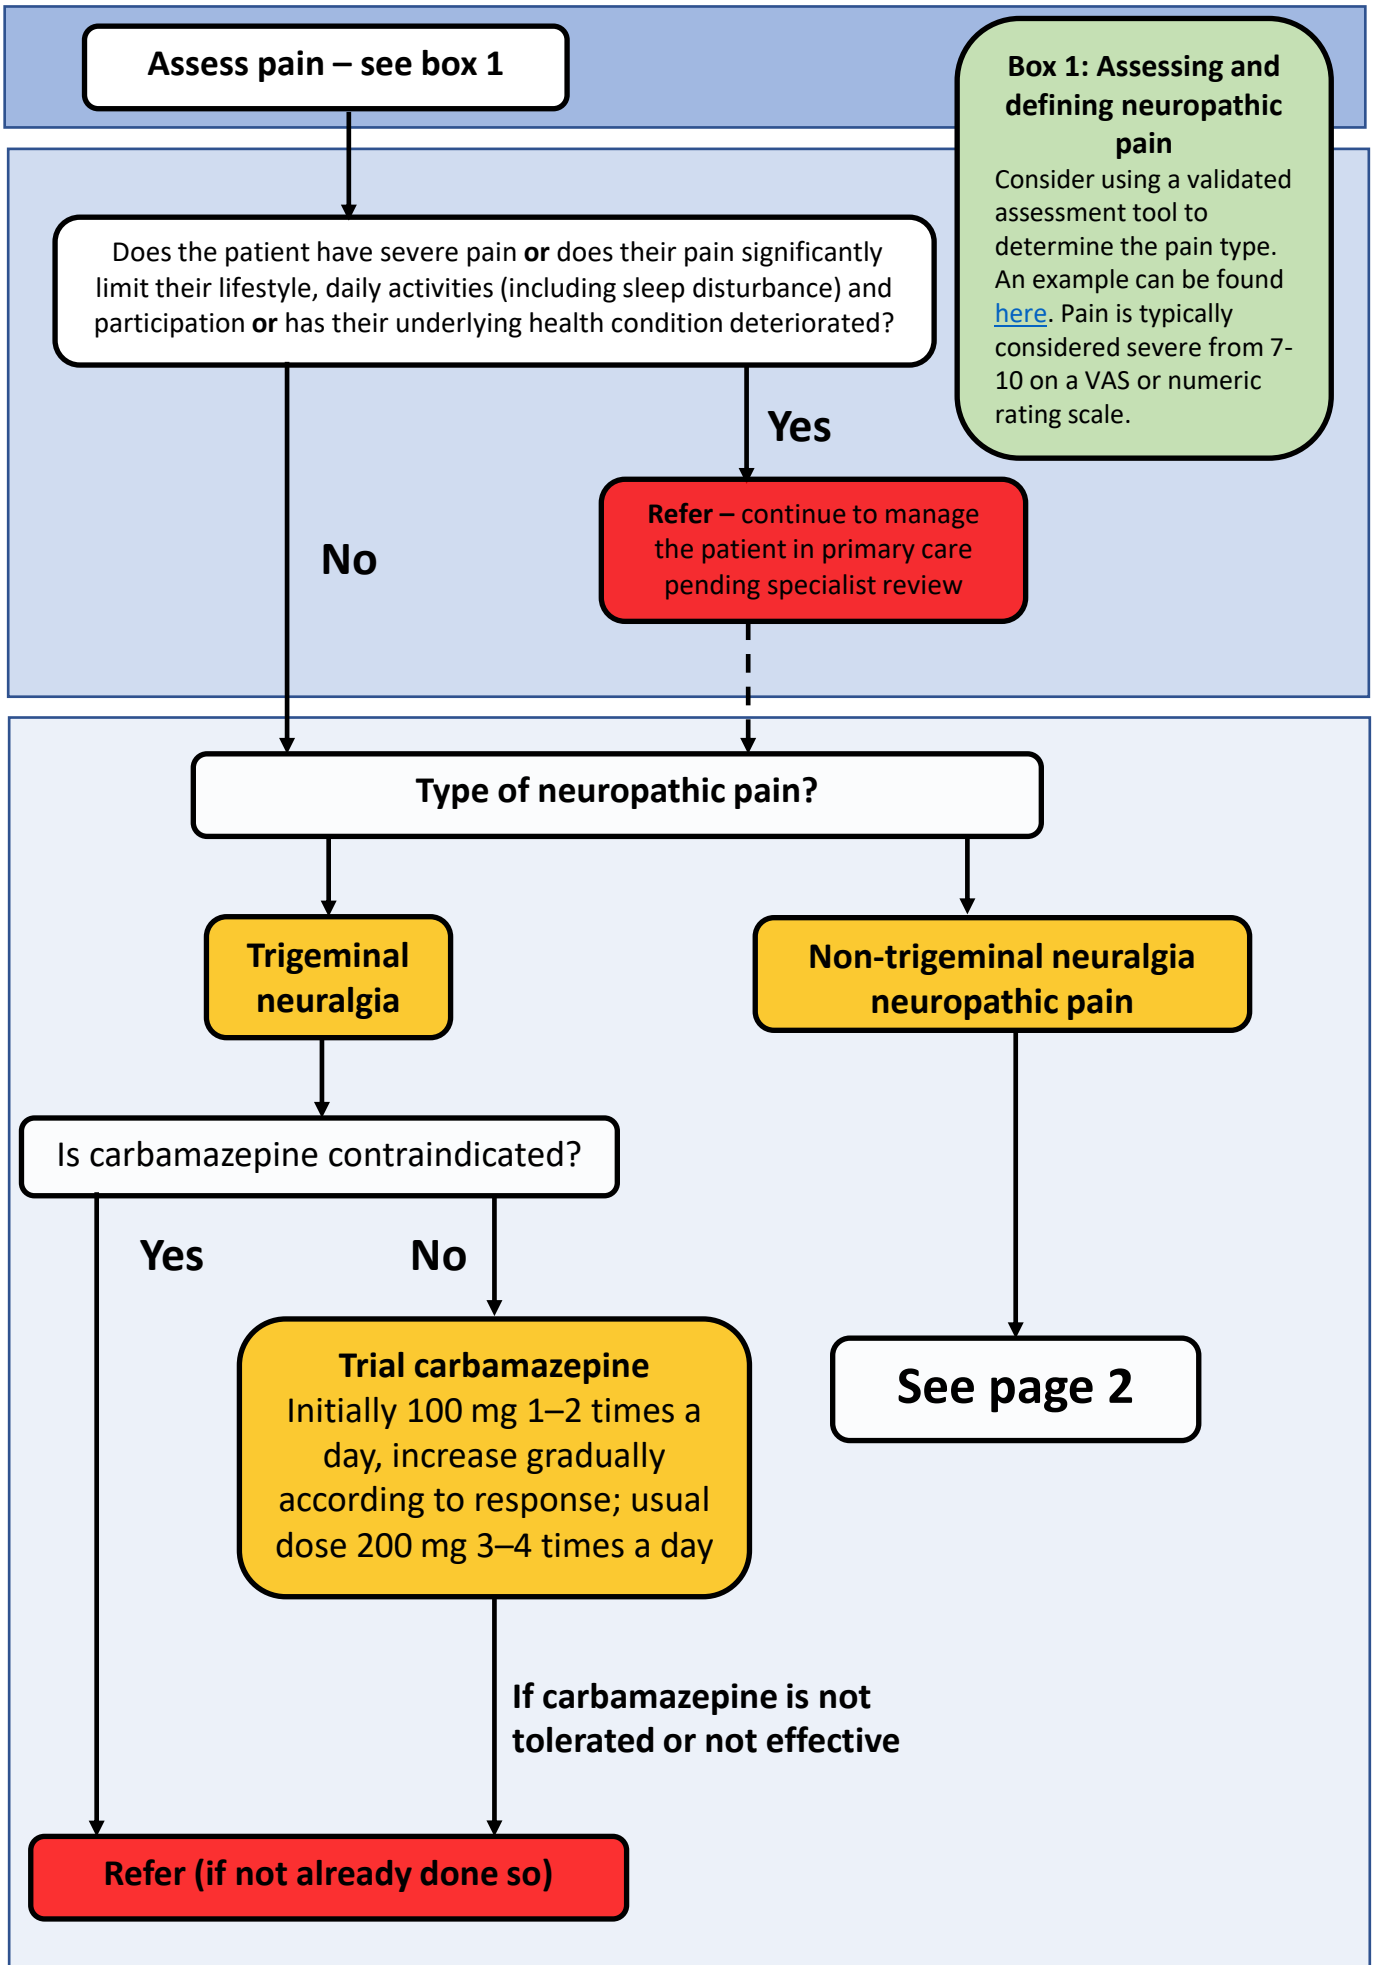 Assess pain – see box 1
Box 1: Assessing and
defining neuropathic
pain
Consider using a validated
assessment tool to
determine the pain type.
An example can be found
here. Pain is typically
considered severe from 7-
10 on a VAS or numeric
rating scale.
Does the patient have severe pain or does their pain significantly
limit their lifestyle, daily activities (including sleep disturbance) and
participation or has their underlying health condition deteriorated?
Yes
Refer – continue to manage
the patient in primary care
pending specialist review
No
Type of neuropathic pain?
Trigeminal
neuralgia
Non-trigeminal neuralgia
neuropathic pain
Is carbamazepine contraindicated?
Yes
No
Trial carbamazepine
Initially 100 mg 1–2 times a
day, increase gradually
according to response; usual
dose 200 mg 3–4 times a day
See page 2
If carbamazepine is not
tolerated or not effective
Refer (if not already done so)